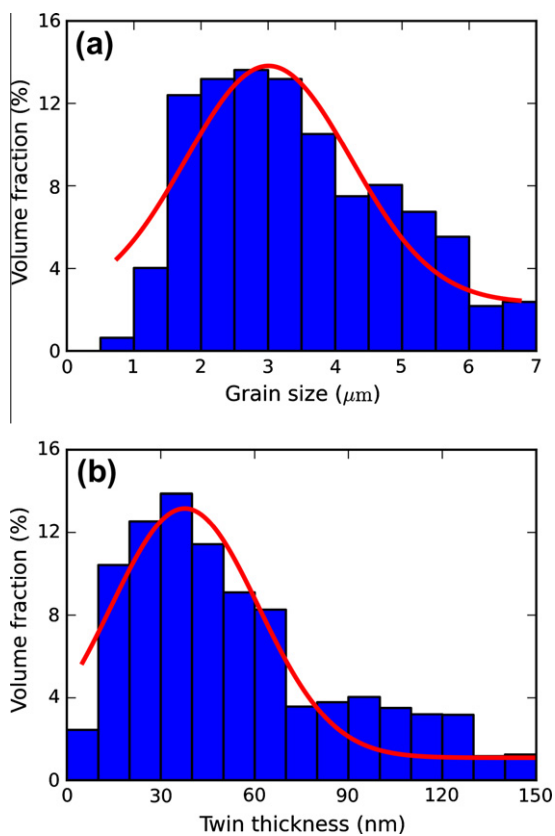 (a)
Volume fraction (%)
16
12
8
4
0
0 1 2 3 4 5 6 7
Grain size (μm)
(b)
Volume fraction (%)
16
12
8
4
0
0 30 60 90 120 150
Twin thickness (nm)